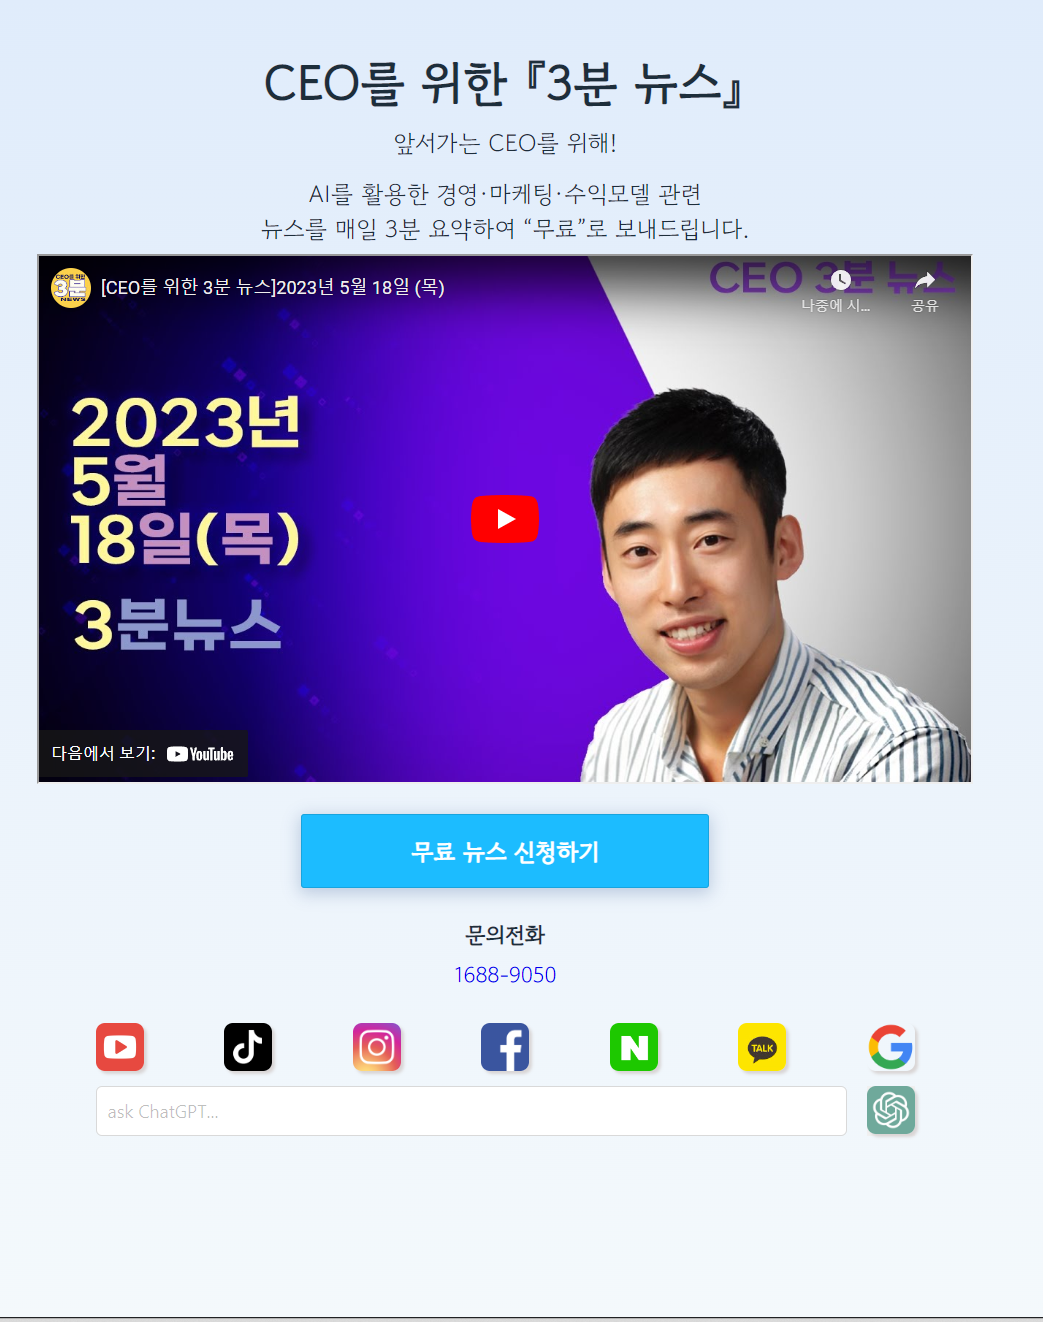 CEO를 위한『3분 뉴스』
앞서가는 CEO를 위해!
AI를 활용한 경영·마케팅·수익모델 관련
뉴스를 매일 3분 요약하여 “무료”로 보내드립니다.
CEO를 위한
3분
NEWS
[CEO를 위한 3분 뉴스]2023년 5월 18일 (목)
CEO 3분 뉴스
나중에 시...
공유
2023년
5월
18일(목)
3분뉴스
다음에서 보기: YouTube
무료 뉴스 신청하기
문의전화
1688-9050
N
TALK
ask ChatGPT...